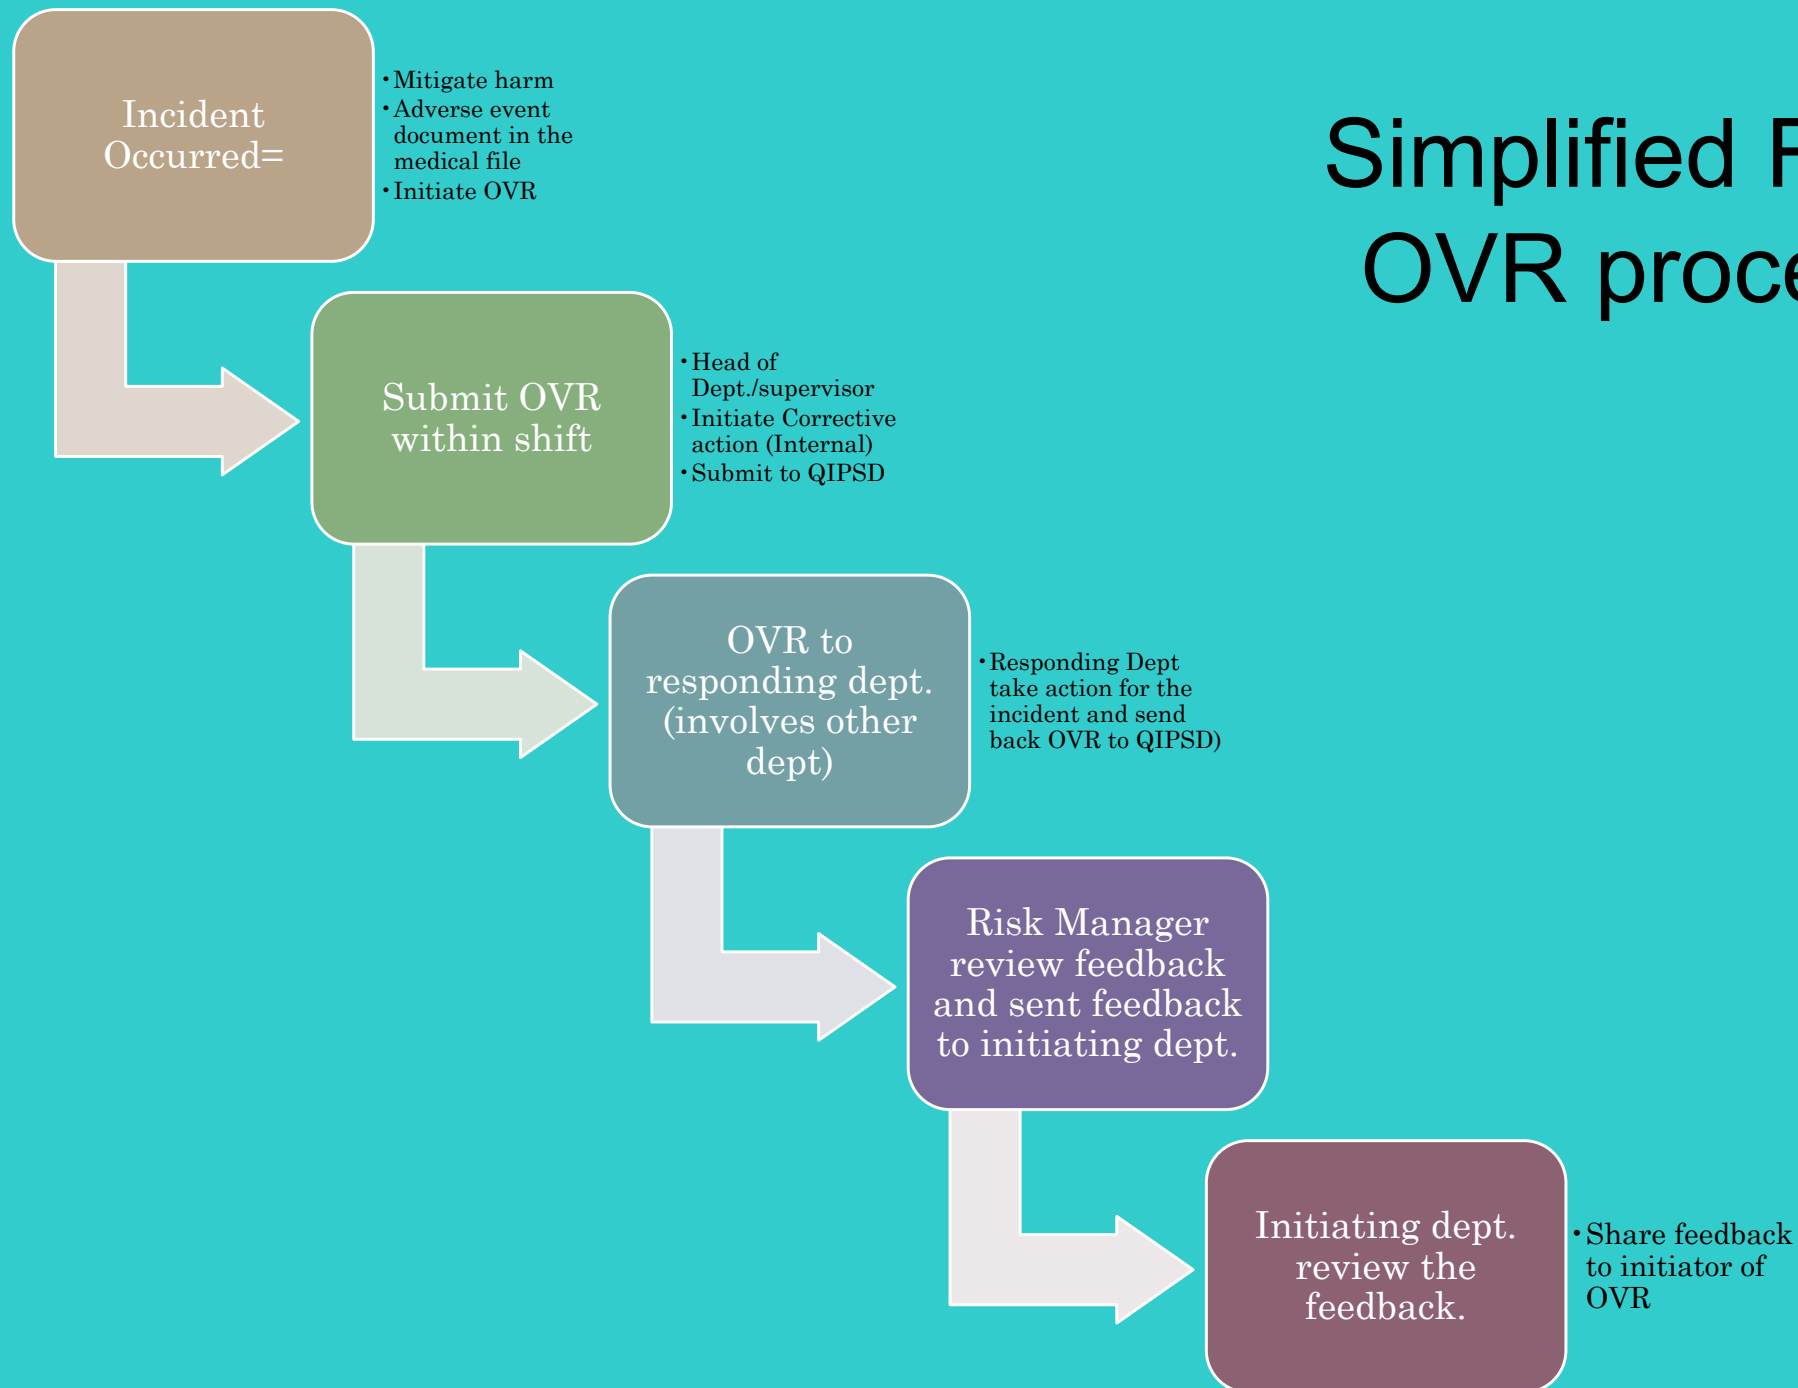 Simplified
OVR
Incident
Occurred=
•Mitigate harm
•Adverse event
document in the
medical file
•Initiate OVR
Submit OVR
within shift
•Head of
Dept./supervisor
•Initiate Corrective
action (Internal)
•Submit to QIPSD
OVR to
responding dept.
(involves other
dept)
•Responding Dept
take action for the
incident and send
back OVR to QIPSD)
Risk Manager
review feedback
and sent feedback
to initiating dept.
Initiating dept.
review the
feedback.
•Share feedback
to initiator of
OVR